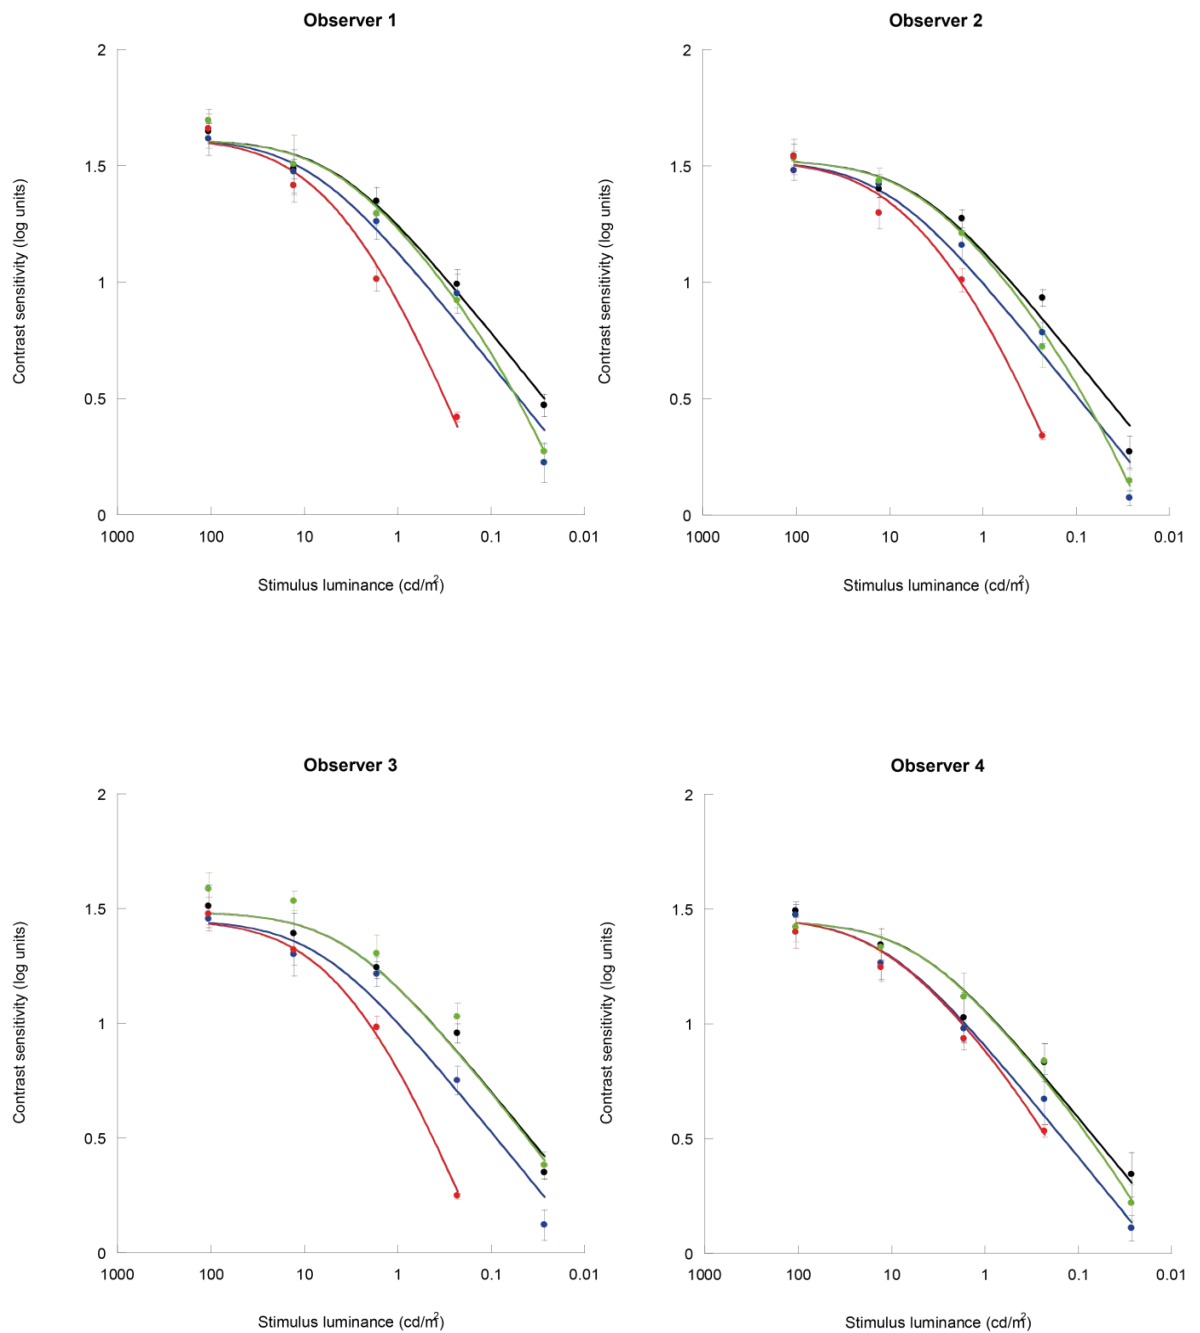 Observer 1
2
1.5
1
0.5
0
Contrast sensitivity (log units)
1000 100 10 1 0.1 0.01
Stimulus luminance (cd/m²)
Observer 2
2
1.5
1
0.5
0
Contrast sensitivity (log units)
1000 100 10 1 0.1 0.01
Stimulus luminance (cd/m²)
Observer 3
2
1.5
1
0.5
0
Contrast sensitivity (log units)
1000 100 10 1 0.1 0.01
Stimulus luminance (cd/m²)
Observer 4
2
1.5
1
0.5
0
Contrast sensitivity (log units)
1000 100 10 1 0.1 0.01
Stimulus luminance (cd/m²)